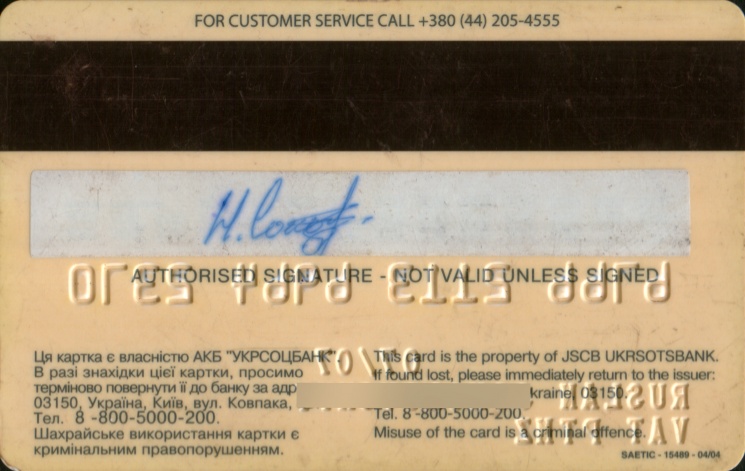 FOR CUSTOMER SERVICE CALL +380 (44) 205-4555
AUTHORISED SIGNATURE - NOT VALID UNLESS SIGNED
Ця картка є власністю АКБ "УКРСОЦБАНК".
В разі знахідки цієї картки, просимо
терміново повернути її до банку за адр
03150, Україна, Київ, вул. Ковпака,
Тел. 8 -800-5000-200.
Шахрайське використання картки є
кримінальним правопорушенням.
This card is the property of JSCB UKRSOTSBANK.
If found lost, please immediately return to the issuer:
kraine, 03150.
Tel. 8 -800-5000-200.
Misuse of the card is a criminal offence.
RUSLAN
SAETIC - 15489 - 04/04